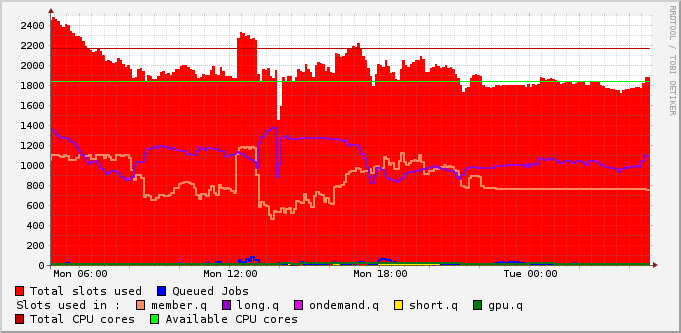 RRDTOOL / TOBI OETIKER
2400
2200
2000
1800
1600
1400
1200
1000
800
600
400
200
0
Mon 06:00 Mon 12:00 Mon 18:00 Tue 00:00
Total slots used Queued Jobs
Slots used in : member.q long.q ondemand.q short.q gpu.q
Total CPU cores Available CPU cores